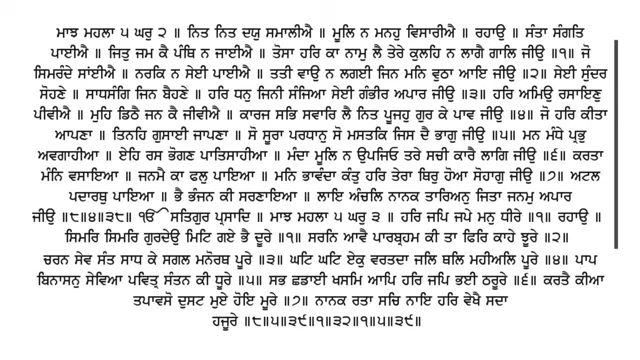 ਮਾਝ ਮਹਲਾ ੫ ਘਰੁ ੨ ॥ ਨਿਤ ਨਿਤ ਦਯੁ ਸਮਾਲੀਐ ॥ ਮੂਲਿ ਨ ਮਨਹੁ ਵਿਸਾਰੀਐ ॥ ਰਹਾਉ ॥ ਸੰਤਾ ਸੰਗਤਿ
ਪਾਈਐ ॥ ਜਿਤੁ ਜਮ ਕੈ ਪੰਥਿ ਨ ਜਾਈਐ ॥ ਤੋਸਾ ਹਰਿ ਕਾ ਨਾਮੁ ਲੈ ਤੇਰੇ ਕੁਲਹਿ ਨ ਲਾਗੈ ਗਾਲਿ ਜੀਉ ॥੧॥ ਜੋ
ਸਿਮਰੰਦੇ ਸਾਂਈਐ ॥ ਨਰਕਿ ਨ ਸੇਈ ਪਾਈਐ ॥ ਤਤੀ ਵਾਉ ਨ ਲਗਈ ਜਿਨ ਮਨਿ ਵੁਠਾ ਆਇ ਜੀਉ ॥੨॥ ਸੇਈ ਸੁੰਦਰ
ਸੋਹਣੇ ॥ ਸਾਧਸੰਗਿ ਜਿਨ ਬੈਹਣੇ ॥ ਹਰਿ ਧਨੁ ਜਿਨੀ ਸੰਜਿਆ ਸੇਈ ਗੰਭੀਰ ਅਪਾਰ ਜੀਉ ॥੩॥ ਹਰਿ ਅਮਿਉ ਰਸਾਇਣੁ
ਪੀਵੀਐ ॥ ਮੁਹਿ ਡਿਠੈ ਜਨ ਕੈ ਜੀਵੀਐ ॥ ਕਾਰਜ ਸਭਿ ਸਵਾਰਿ ਲੈ ਨਿਤ ਪੂਜਹੁ ਗੁਰ ਕੇ ਪਾਵ ਜੀਉ ॥੪॥ ਜੋ ਹਰਿ ਕੀਤਾ
ਆਪਣਾ ॥ ਤਿਨਹਿ ਗੁਸਾਈ ਜਾਪਣਾ ॥ ਸੋ ਸੂਰਾ ਪਰਧਾਨੁ ਸੋ ਮਸਤਕਿ ਜਿਸ ਦੈ ਭਾਗੁ ਜੀਉ ॥੫॥ ਮਨ ਮੰਧੇ ਪ੍ਰਭੁ
ਅਵਗਾਹੀਆ ॥ ਏਹਿ ਰਸ ਭੋਗਣ ਪਾਤਿਸਾਹੀਆ ॥ ਮੰਦਾ ਮੂਲਿ ਨ ਉਪਜਿਓ ਤਰੇ ਸਚੀ ਕਾਰੈ ਲਾਗਿ ਜੀਉ ॥੬॥ ਕਰਤਾ
ਮੰਨਿ ਵਸਾਇਆ ॥ ਜਨਮੈ ਕਾ ਫਲੁ ਪਾਇਆ ॥ ਮਨਿ ਭਾਵੰਦਾ ਕੰਤੁ ਹਰਿ ਤੇਰਾ ਥਿਰੁ ਹੋਆ ਸੋਹਾਗੁ ਜੀਉ ॥੭॥ ਅਟਲ
ਪਦਾਰਥੁ ਪਾਇਆ ॥ ਭੈ ਭੰਜਨ ਕੀ ਸਰਣਾਇਆ ॥ ਲਾਇ ਅੰਚਲਿ ਨਾਨਕ ਤਾਰਿਅਨੁ ਜਿਤਾ ਜਨਮੁ ਅਪਾਰ
ਜੀਉ ॥੮॥੪॥੩੮॥ ੴ ਸਤਿਗੁਰ ਪ੍ਰਸਾਦਿ ॥ ਮਾਝ ਮਹਲਾ ੫ ਘਰੁ ੩ ॥ ਹਰਿ ਜਪਿ ਜਪੇ ਮਨੁ ਧੀਰੇ ॥੧॥ ਰਹਾਉ ॥
ਸਿਮਰਿ ਸਿਮਰਿ ਗੁਰਦੇਉ ਮਿਟਿ ਗਏ ਭੈ ਦੂਰੇ ॥੧॥ ਸਰਨਿ ਆਵੈ ਪਾਰਬ੍ਰਹਮ ਕੀ ਤਾ ਫਿਰਿ ਕਾਹੇ ਝੂਰੇ ॥੨॥
ਚਰਨ ਸੇਵ ਸੰਤ ਸਾਧ ਕੇ ਸਗਲ ਮਨੋਰਥ ਪੂਰੇ ॥੩॥ ਘਟਿ ਘਟਿ ਏਕੁ ਵਰਤਦਾ ਜਲਿ ਥਲਿ ਮਹੀਅਲਿ ਪੂਰੇ ॥੪॥ ਪਾਪ
ਬਿਨਾਸਨੁ ਸੇਵਿਆ ਪਵਿਤ੍ਰ ਸੰਤਨ ਕੀ ਧੂਰੇ ॥੫॥ ਸਭ ਛਡਾਈ ਖਸਮਿ ਆਪਿ ਹਰਿ ਜਪਿ ਭਈ ਠਰੂਰੇ ॥੬॥ ਕਰਤੈ ਕੀਆ
ਤਪਾਵਸੋ ਦੁਸਟ ਮੁਏ ਹੋਇ ਮੂਰੇ ॥੭॥ ਨਾਨਕ ਰਤਾ ਸਚਿ ਨਾਇ ਹਰਿ ਵੇਖੈ ਸਦਾ
ਹਜੂਰੇ ॥੮॥੫॥੩੯॥੧॥੩੨॥੧॥੫॥੩੯॥